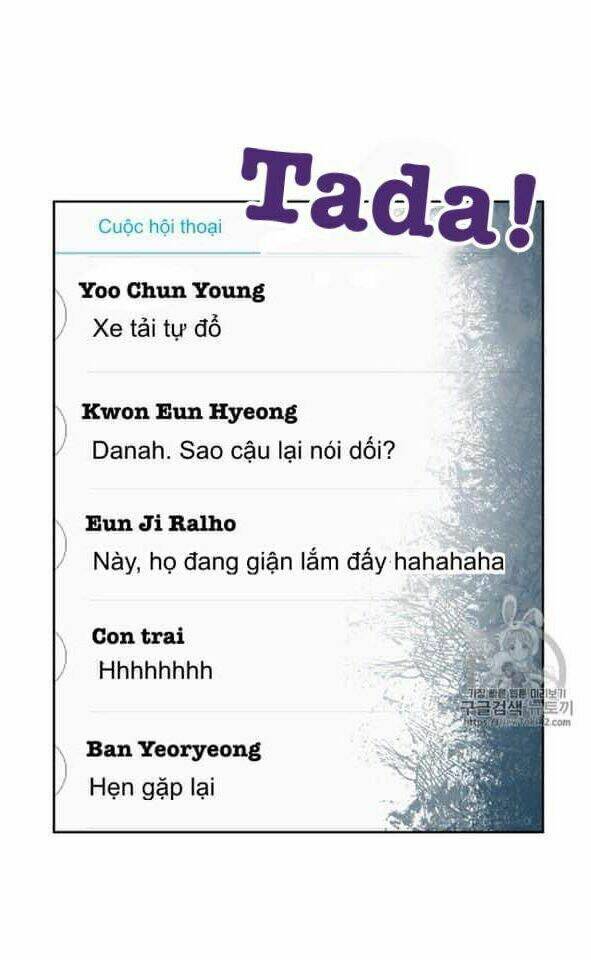 Tada!
Cuộc hội thoại
Yoo Chun Young
Xe tải tự đổ
Kwon Eun Hyeong
Danah. Sao cậu lại nói dối?
Eun Ji Ralho
Này, họ đang giận lắm đấy hahahaha
Con trai
Hhhhhhhh
Ban Yeoryeong
Hẹn gặp lại
가장 빠른 웹툰 미리보기
구글검색 뉴토끼